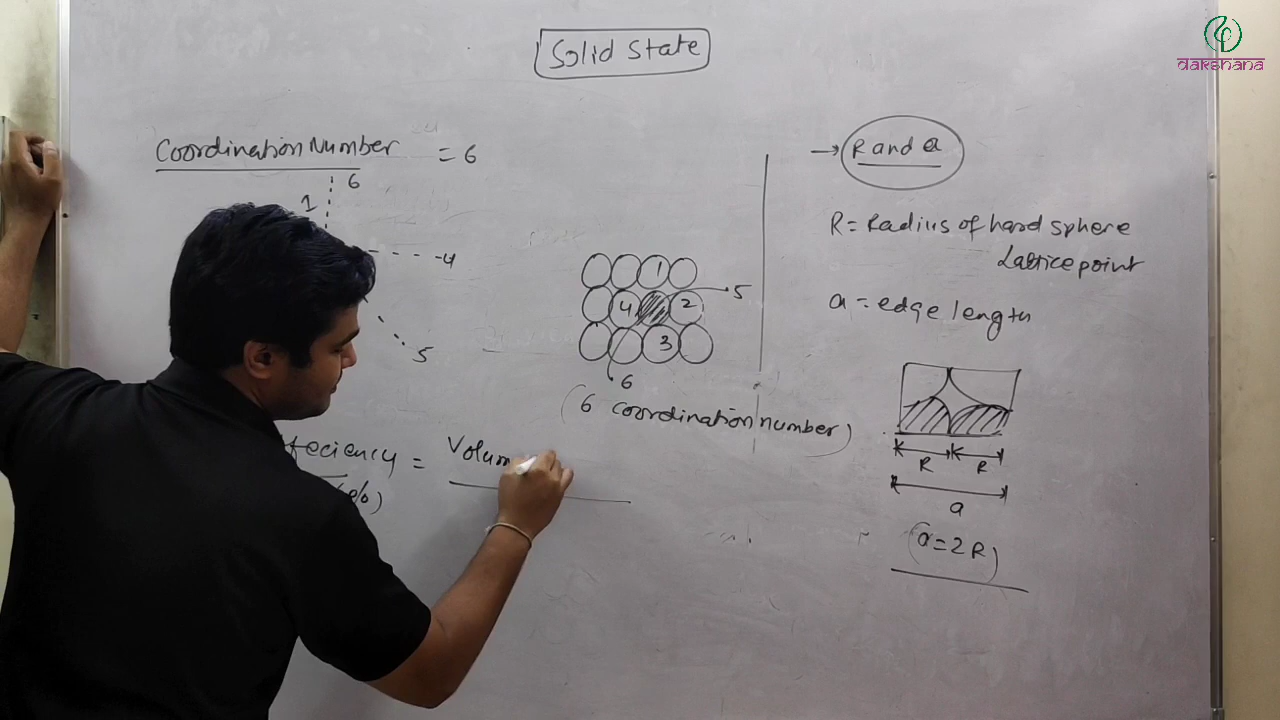 Solid State
dakshana
Coordination Number = 6
6
1
4
5
1
4
2
5
3
6
(6 coordination number)
= Volum
(%)
→ R and a
R = Radius of hard sphere
Lattice point
a = edge length
R R
a
(a = 2R)